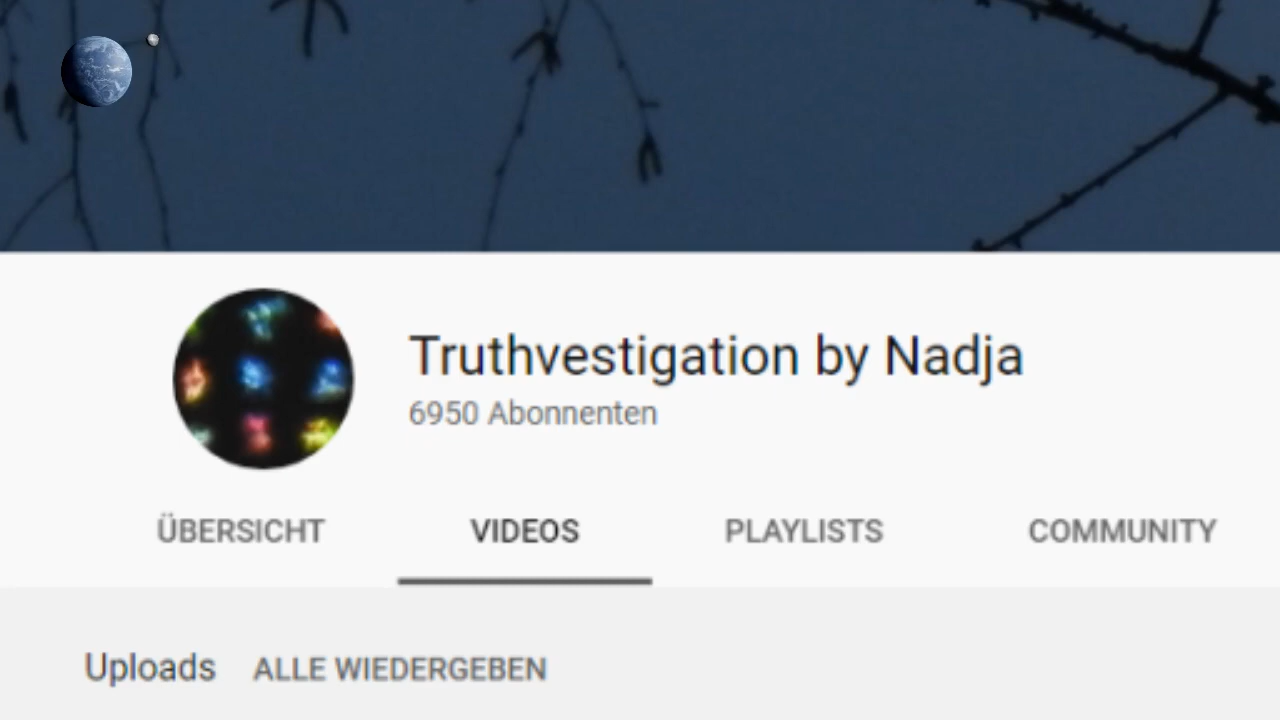 Truthvestigation by Nadja
6950 Abonnenten
ÜBERSICHT VIDEOS PLAYLISTS COMMUNITY
Uploads ALLE WIEDERGEBEN